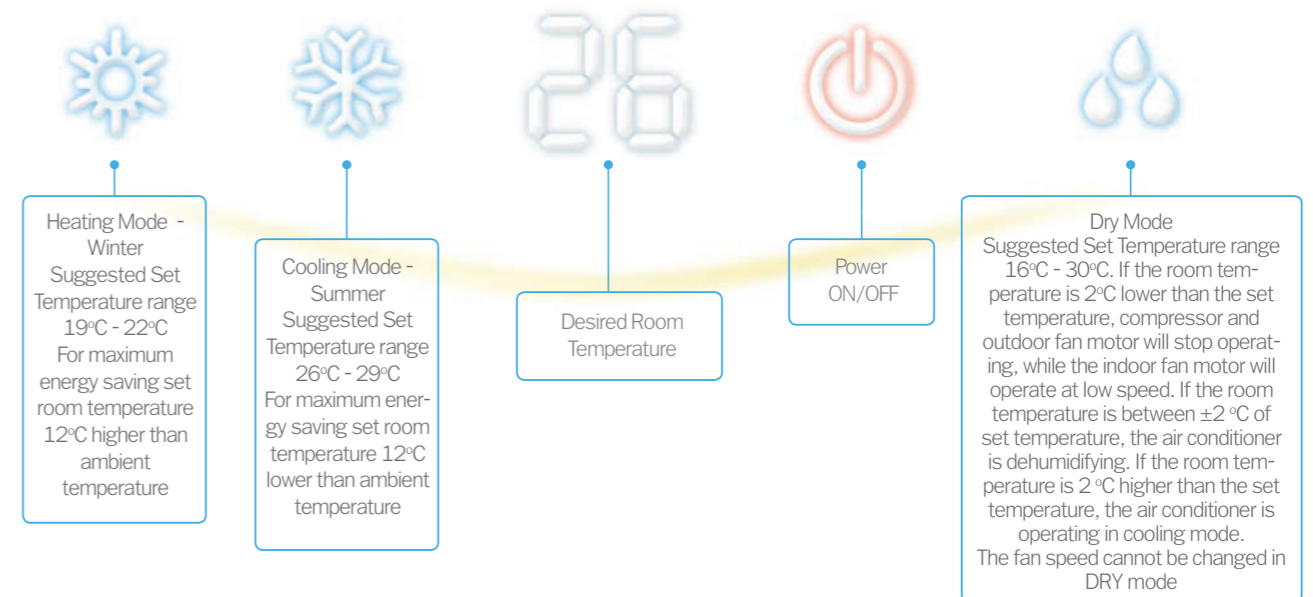 26
Heating Mode -
Winter
Suggested Set
Temperature range
19°C - 22°C
For maximum
energy saving set
room temperature
12°C higher than
ambient
temperature
Cooling Mode -
Summer
Suggested Set
Temperature range
26°C - 29°C
For maximum ener-
gy saving set room
temperature 12°C
lower than ambient
temperature
Desired Room
Temperature
Power
ON/OFF
Dry Mode
Suggested Set Temperature range
16°C - 30°C. If the room tem-
perature is 2°C lower than the set
temperature, compressor and
outdoor fan motor will stop operat-
ing, while the indoor fan motor will
operate at low speed. If the room
temperature is between ±2 °C of
set temperature, the air conditioner
is dehumidifying. If the room tem-
perature is 2 °C higher than the set
temperature, the air conditioner is
operating in cooling mode.
The fan speed cannot be changed in
DRY mode